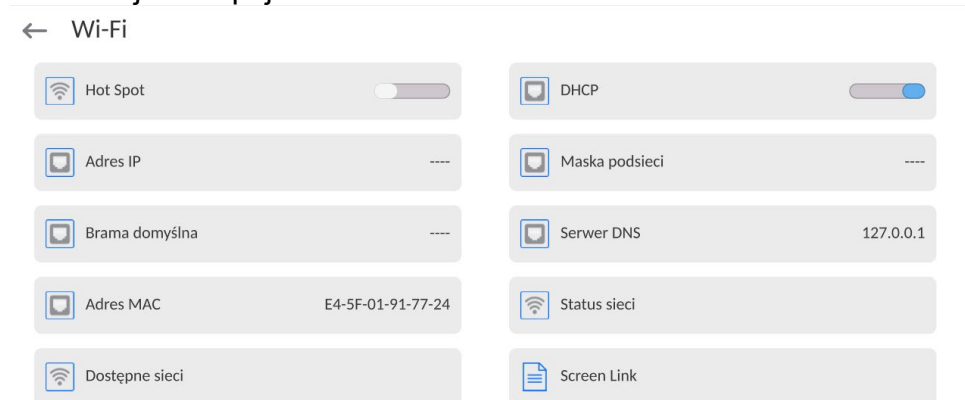 Wi-Fi
Hot Spot
DHCP
Adres IP ----
Maska podsieci ----
Brama domyślna ----
Serwer DNS 127.0.0.1
Adres MAC E4-5F-01-91-77-24
Status sieci
Dostępne sieci
Screen Link